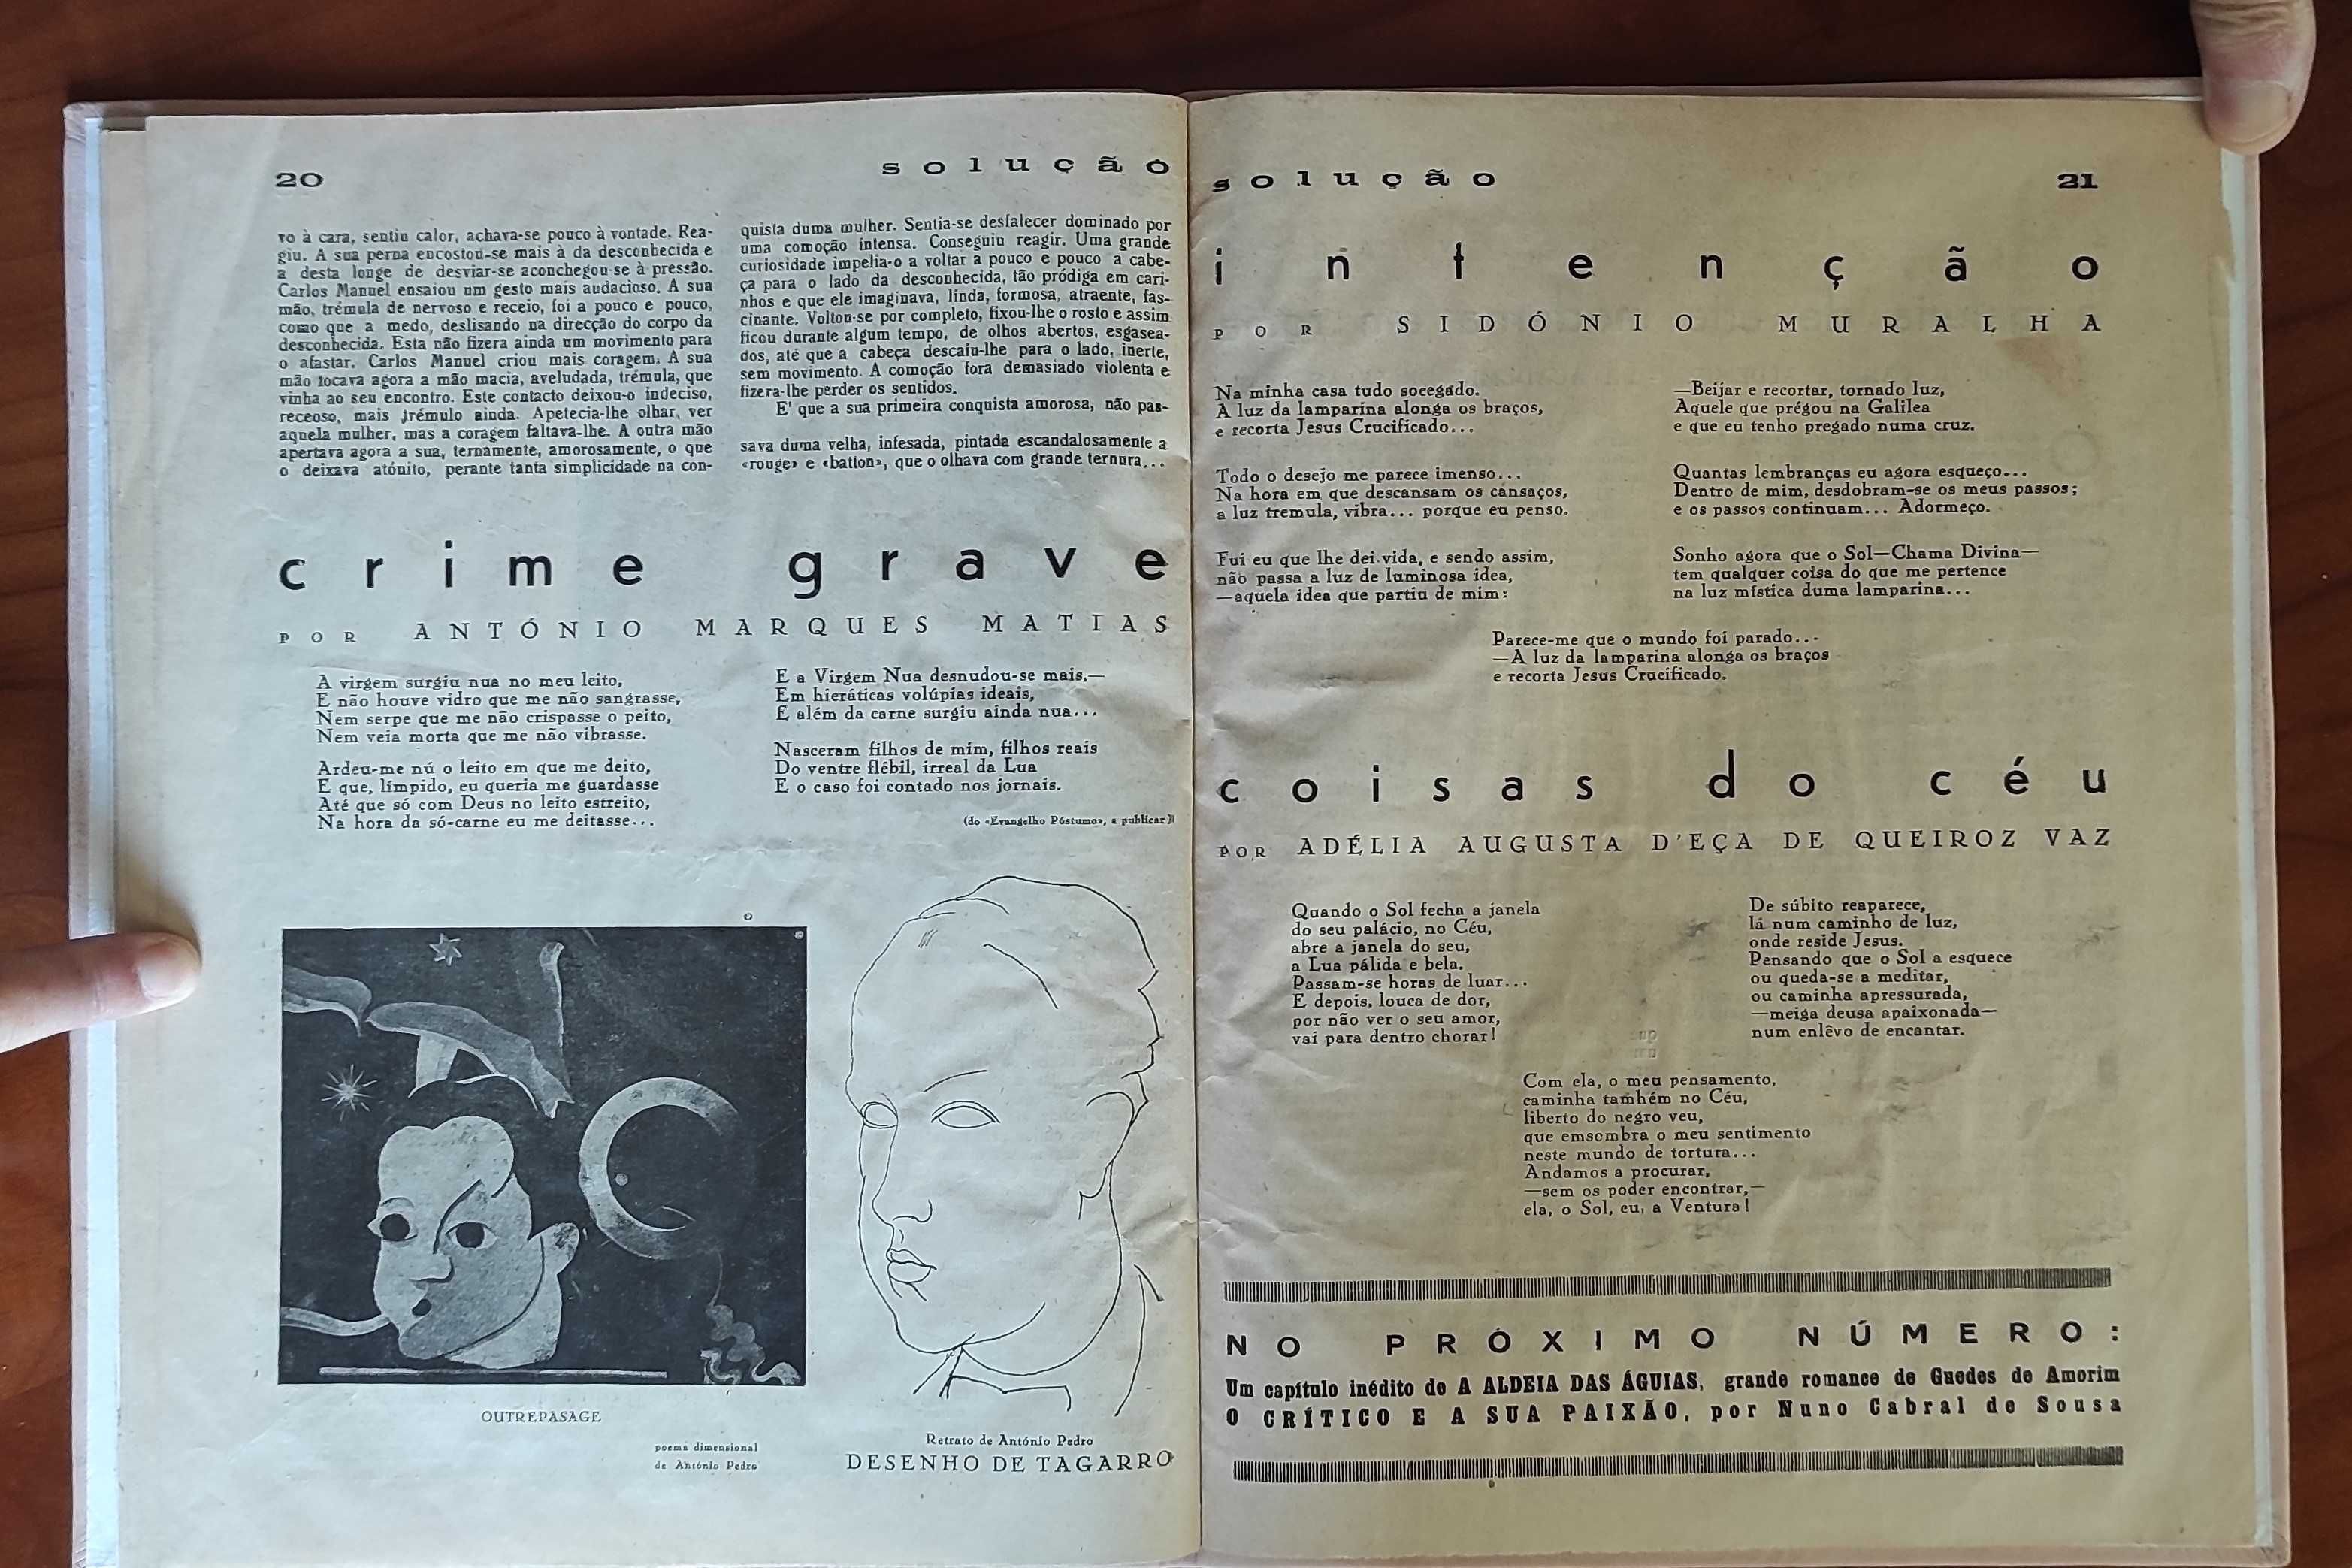 20
solução
vo à cara, sentiu calor, achava-se pouco à vontade. Rea-
giu. A sua perna encostou-se mais à da desconhecida e
a desta longe de desviar-se aconchegou-se à pressão.
Carlos Manuel ensaiou um gesto mais audacioso. A sua
mão, trémula de nervoso e receio, foi a pouco e pouco,
como que a medo, deslisando na direcção do corpo da
desconhecida. Esta não fizera ainda um movimento para
o afastar. Carlos Manuel criou mais coragem. A sua
mão tocava agora a mão macia, aveludada, trémula, que
vinha ao seu encontro. Este contacto deixou-o indeciso,
receoso, mais trémulo ainda. Apetecia-lhe olhar, ver
aquela mulher, mas a coragem faltava-lhe. A outra mão
apertava agora a sua, ternamente, amorosamente, o que
o deixava atónito, perante tanta simplicidade na con-
quista duma mulher. Sentia-se desfalecer dominado por
uma comoção intensa. Conseguiu reagir. Uma grande
curiosidade impelia-o a voltar a pouco e pouco a cabe-
ça para o lado da desconhecida, tão pródiga em cari-
nhos e que ele imaginava, linda, formosa, atraente, fas-
cinante. Voltou-se por completo, fixou-lhe o rosto e assim
ficou durante algum tempo, de olhos abertos, esgasea-
dos, até que a cabeça descaiu-lhe para o lado, inerte,
sem movimento. A comoção fora demasiado violenta e
fizera-lhe perder os sentidos.
E' que a sua primeira conquista amorosa, não pas-
sava duma velha, infesada, pintada escandalosamente a
«rouge» e «batton», que o olhava com grande ternura...
crime grave
POR ANTÓNIO MARQUES MATIAS
A virgem surgiu nua no meu leito,
E não houve vidro que me não sangrasse,
Nem serpe que me não crispasse o peito,
Nem veia morta que me não vibrasse.
Ardeu-me nú o leito em que me deito,
E que, límpido, eu queria me guardasse
Até que só com Deus no leito estreito,
Na hora da só-carne eu me deitasse...
E a Virgem Nua desnudou-se mais,—
Em hieráticas volúpias ideais,
E além da carne surgiu ainda nua...
Nasceram filhos de mim, filhos reais
Do ventre flébil, irreal da Lua
E o caso foi contado nos jornais.
(do «Evangelho Póstumo», a publicar)
OUTREPASAGE
poema dimensional
de António Pedro
Retrato de António Pedro
DESENHO DE TAGARRO
solução
21
intenção
POR SIDÓNIO MURALHA
Na minha casa tudo socegado.
A luz da lamparina alonga os braços,
e recorta Jesus Crucificado...
Todo o desejo me parece imenso...
Na hora em que descansam os cansaços,
a luz tremula, vibra... porque eu penso.
Fui eu que lhe dei vida, e sendo assim,
não passa a luz de luminosa idea,
—aquela idea que partiu de mim:
—Beijar e recortar, tornado luz,
Aquele que prégou na Galilea
e que eu tenho pregado numa cruz.
Quantas lembranças eu agora esqueço...
Dentro de mim, desdobram-se os meus passos;
e os passos continuam... Adormeço.
Sonho agora que o Sol—Chama Divina—
tem qualquer coisa do que me pertence
na luz mística duma lamparina...
Parece-me que o mundo foi parado...
—A luz da lamparina alonga os braços
e recorta Jesus Crucificado.
coisas do céu
POR ADÉLIA AUGUSTA D'EÇA DE QUEIROZ VAZ
Quando o Sol fecha a janela
do seu palácio, no Céu,
abre a janela do seu,
a Lua pálida e bela.
Passam-se horas de luar...
E depois, louca de dor,
por não ver o seu amor,
vai para dentro chorar!
De súbito reaparece,
lá num caminho de luz,
onde reside Jesus.
Pensando que o Sol a esquece
ou queda-se a meditar,
ou caminha apressurada,
—meiga deusa apaixonada—
num enlêvo de encantar.
Com ela, o meu pensamento,
caminha também no Céu,
liberto do negro veu,
que emsombra o meu sentimento
neste mundo de tortura...
Andamos a procurar,
—sem os poder encontrar,—
ela, o Sol, eu, a Ventura!
NO PRÓXIMO NÚMERO:
Um capítulo inédito de A ALDEIA DAS ÁGUIAS, grande romance de Guedes de Amorim
O CRÍTICO E A SUA PAIXÃO, por Nuno Cabral de Sousa